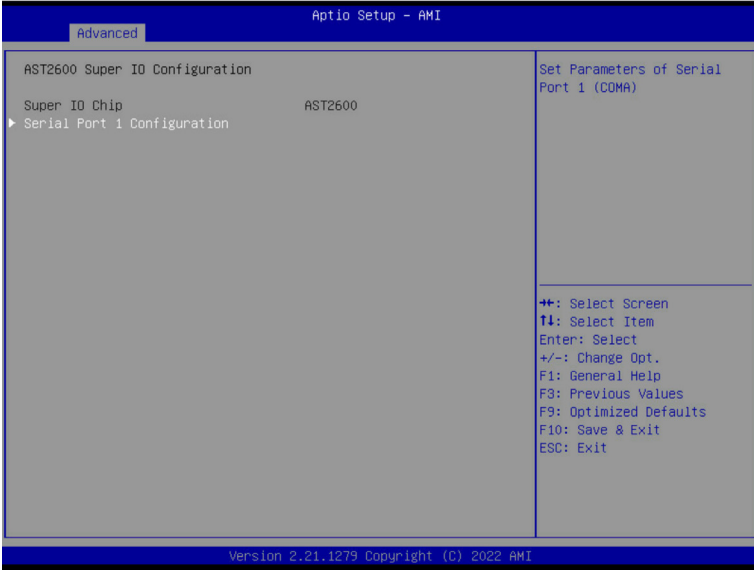 Aptio Setup – AMI
Advanced
AST2600 Super IO Configuration
Super IO Chip AST2600
Serial Port 1 Configuration
Set Parameters of Serial
Port 1 (COMA)
→←: Select Screen
↑↓: Select Item
Enter: Select
+/-: Change Opt.
F1: General Help
F3: Previous Values
F9: Optimized Defaults
F10: Save & Exit
ESC: Exit
Version 2.21.1279 Copyright (C) 2022 AMI